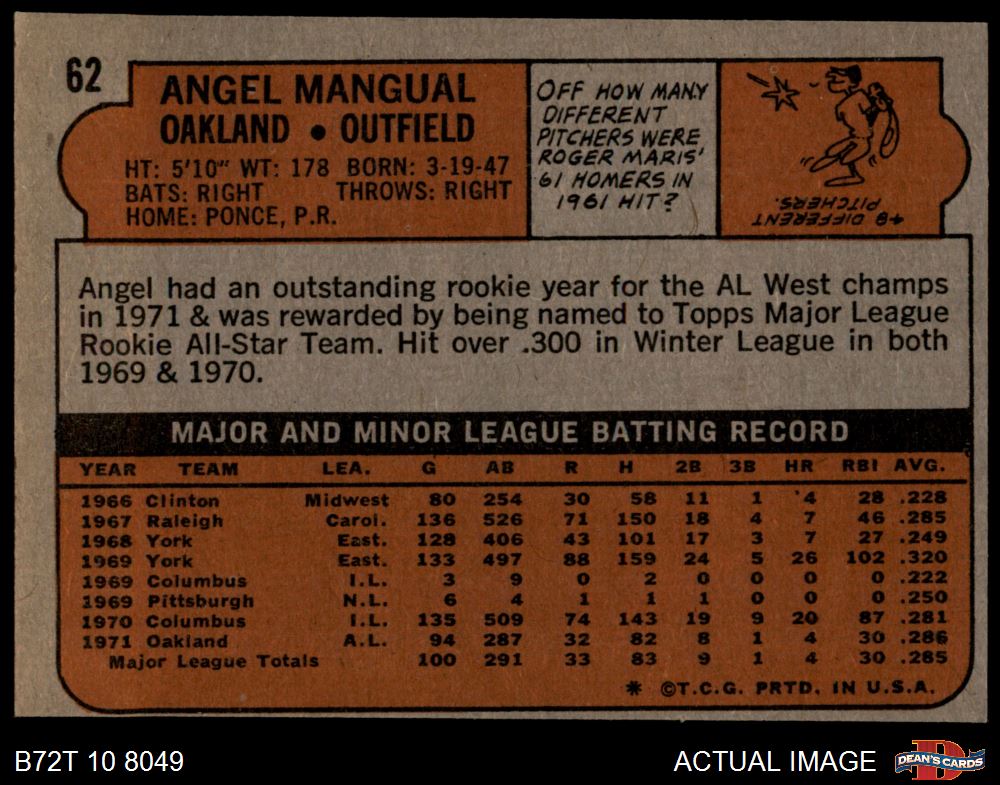 62
ANGEL MANGUAL
OAKLAND • OUTFIELD
HT: 5'10" WT: 178 BORN: 3-19-47
BATS: RIGHT THROWS: RIGHT
HOME: PONCE, P.R.
OFF HOW MANY
DIFFERENT
PITCHERS WERE
ROGER MARIS'
61 HOMERS IN
1961 HIT?
48 DIFFERENT
PITCHERS.
Angel had an outstanding rookie year for the AL West champs
in 1971 & was rewarded by being named to Topps Major League
Rookie All-Star Team. Hit over .300 in Winter League in both
1969 & 1970.
MAJOR AND MINOR LEAGUE BATTING RECORD
YEAR TEAM LEA. G AB R H 2B 3B HR RBI AVG.
1966 Clinton Midwest 80 254 30 58 11 1 4 28 .228
1967 Raleigh Carol. 136 526 71 150 18 4 7 46 .285
1968 York East. 128 406 43 101 17 3 7 27 .249
1969 York East. 133 497 88 159 24 5 26 102 .320
1969 Columbus I.L. 3 9 0 2 0 0 0 0 .222
1969 Pittsburgh N.L. 6 4 1 1 1 0 0 0 .250
1970 Columbus I.L. 135 509 74 143 19 9 20 87 .281
1971 Oakland A.L. 94 287 32 82 8 1 4 30 .286
Major League Totals 100 291 33 83 9 1 4 30 .285
* ©T.C.G. PRTD. IN U.S.A.
B72T 10 8049
ACTUAL IMAGE
DEAN'S CARDS